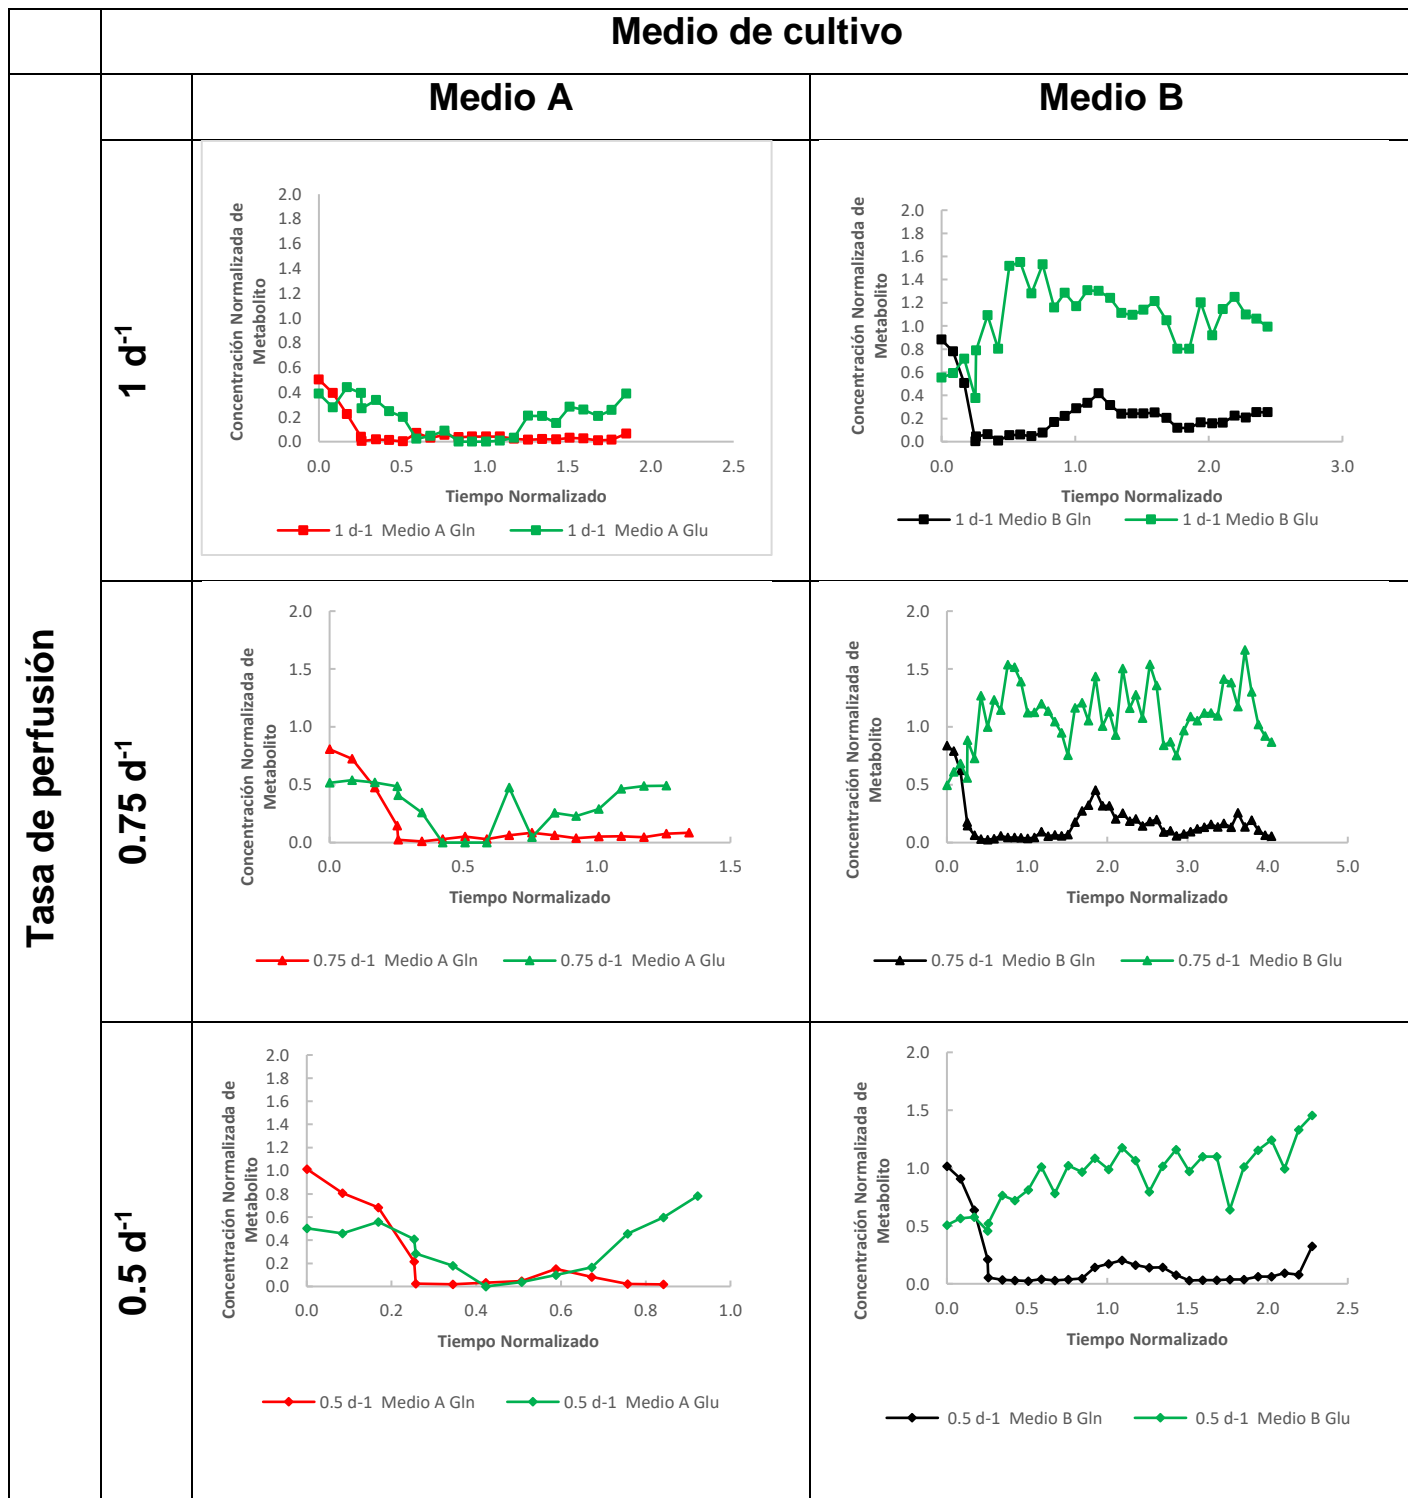 Medio de cultivo
Medio A
Medio B
Tasa de perfusión
1 d-1
Concentración Normalizada de
Metabolito
2.0
1.8
1.6
1.4
1.2
1.0
0.8
0.6
0.4
0.2
0.0
0.0 0.5 1.0 1.5 2.0 2.5
Tiempo Normalizado
1 d-1 Medio A Gln 1 d-1 Medio A Glu
Concentración Normalizada de
Metabolito
2.0
1.8
1.6
1.4
1.2
1.0
0.8
0.6
0.4
0.2
0.0
0.0 1.0 2.0 3.0
Tiempo Normalizado
1 d-1 Medio B Gln 1 d-1 Medio B Glu
0.75 d-1
Concentración Normalizada de
Metabolito
2.0
1.5
1.0
0.5
0.0
0.0 0.5 1.0 1.5
Tiempo Normalizado
0.75 d-1 Medio A Gln 0.75 d-1 Medio A Glu
Concentración Normalizada de
Metabolito
2.0
1.5
1.0
0.5
0.0
0.0 1.0 2.0 3.0 4.0 5.0
Tiempo Normalizado
0.75 d-1 Medio B Gln 0.75 d-1 Medio B Glu
0.5 d-1
Concentración Normalizada de
Metabolito
2.0
1.8
1.6
1.4
1.2
1.0
0.8
0.6
0.4
0.2
0.0
0.0 0.2 0.4 0.6 0.8 1.0
Tiempo Normalizado
0.5 d-1 Medio A Gln 0.5 d-1 Medio A Glu
Concentración Normalizada de
Metabolito
2.0
1.5
1.0
0.5
0.0
0.0 0.5 1.0 1.5 2.0 2.5
Tiempo Normalizado
0.5 d-1 Medio B Gln 0.5 d-1 Medio B Glu